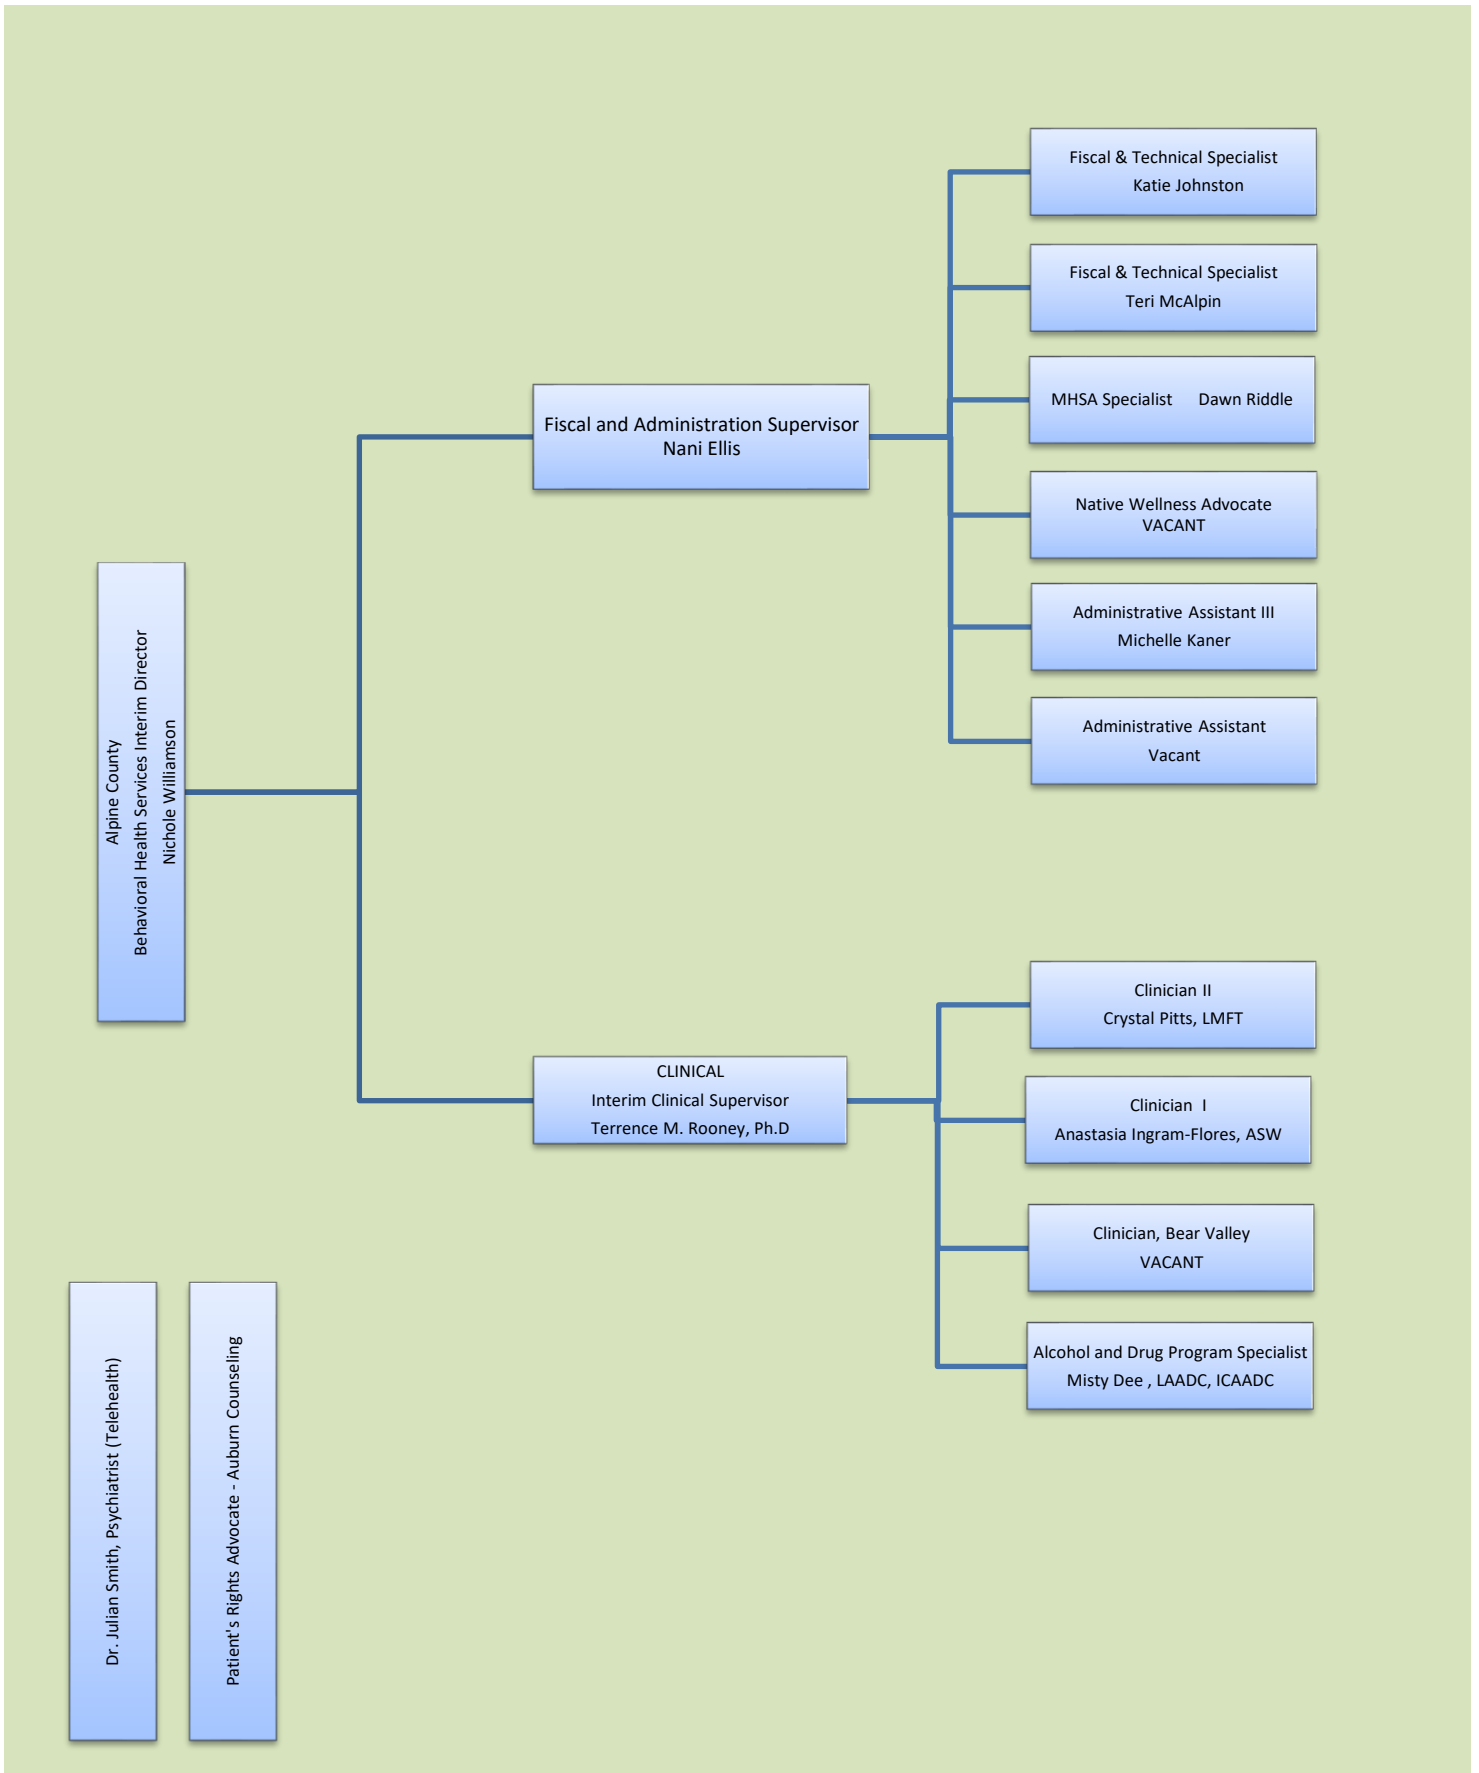 Alpine County
Behavioral Health Services Interim Director
Nichole Williamson
Fiscal and Administration Supervisor
Nani Ellis
Fiscal & Technical Specialist
Katie Johnston
Fiscal & Technical Specialist
Teri McAlpin
MHSA Specialist Dawn Riddle
Native Wellness Advocate
VACANT
Administrative Assistant III
Michelle Kaner
Administrative Assistant
Vacant
CLINICAL
Interim Clinical Supervisor
Terrence M. Rooney, Ph.D
Clinician II
Crystal Pitts, LMFT
Clinician I
Anastasia Ingram-Flores, ASW
Clinician, Bear Valley
VACANT
Alcohol and Drug Program Specialist
Misty Dee , LAADC, ICAADC
Dr. Julian Smith, Psychiatrist (Telehealth)
Patient's Rights Advocate - Auburn Counseling